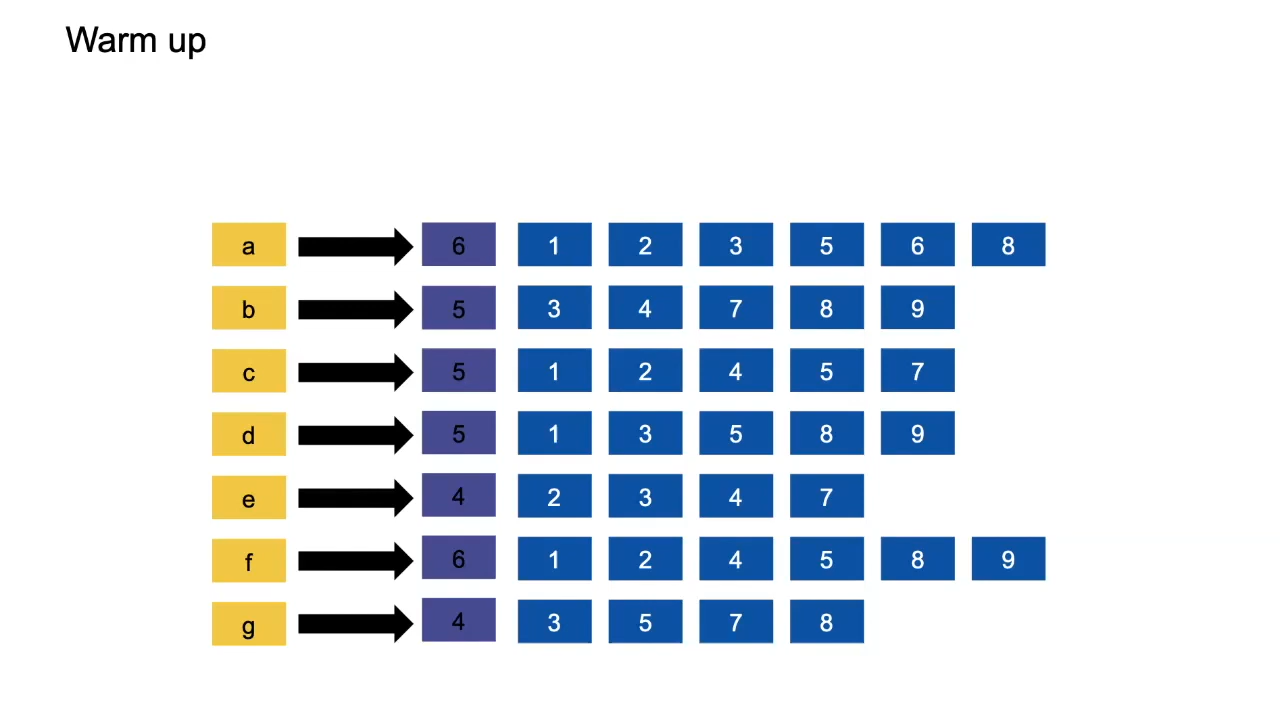 Warm up
a 6 1 2 3 5 6 8
b 5 3 4 7 8 9
c 5 1 2 4 5 7
d 5 1 3 5 8 9
e 4 2 3 4 7
f 6 1 2 4 5 8 9
g 4 3 5 7 8